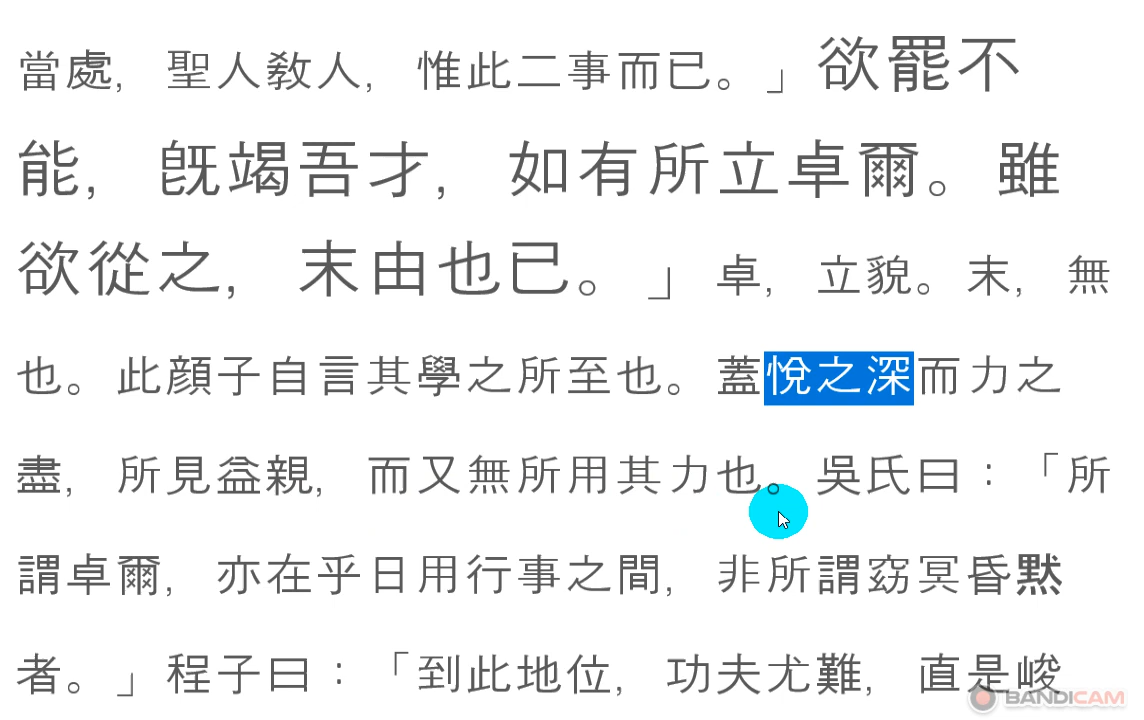 當處，聖人敎人，惟此二事而已。」欲罷不
能，旣竭吾才，如有所立卓爾。雖
欲從之，末由也已。」卓，立貌。末，無
也。此顔子自言其學之所至也。蓋悅之深而力之
盡，所見益親，而又無所用其力也。吳氏曰：「所
謂卓爾，亦在乎日用行事之間，非所謂窈冥昏默
者。」程子曰：「到此地位，功夫尤難，直是峻
BANDICAM